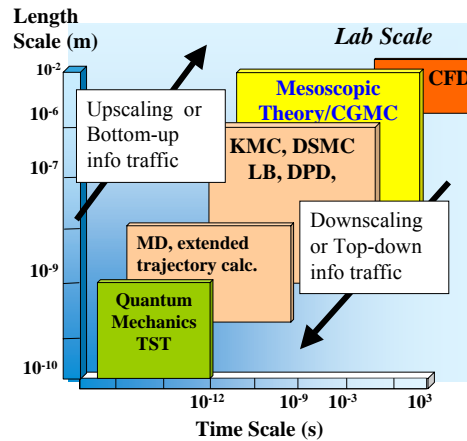 Length
Scale (m)
Lab Scale
10-2
10-6
10-7
10-9
10-10
CFD
Mesoscopic
Theory/CGMC
Upscaling or
Bottom-up
info traffic
KMC, DSMC
LB, DPD,
Downscaling
or Top-down
info traffic
MD, extended
trajectory calc.
Quantum
Mechanics
TST
10-12
10-9
10-3
103
Time Scale (s)